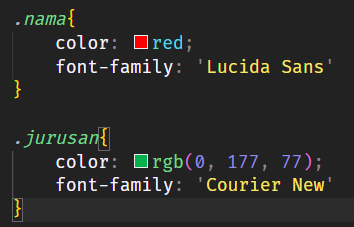 .nama{
color: red;
font-family: 'Lucida Sans'
}
.jurusan{
color: rgb(0, 177, 77);
font-family: 'Courier New'
}